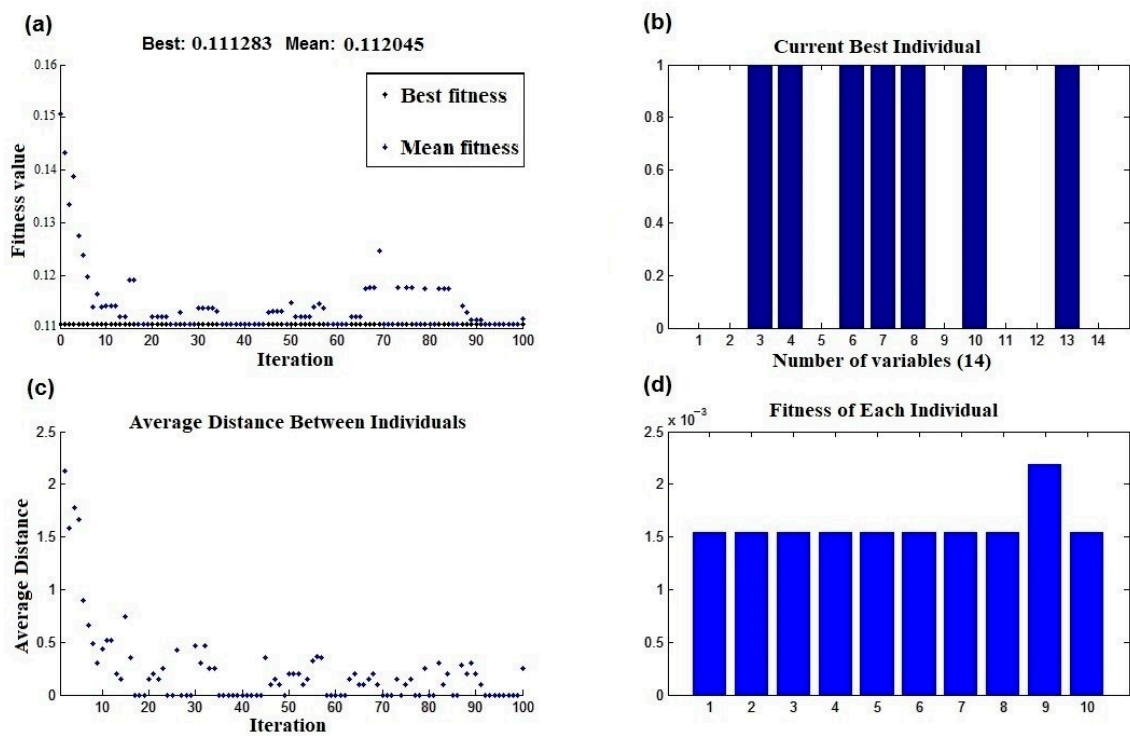 (a)
Best: 0.111283 Mean: 0.112045
0.16
0.15
0.14
0.13
0.12
0.11
Fitness value
Best fitness
Mean fitness
0 10 20 30 40 50 60 70 80 90 100
Iteration
(b)
Current Best Individual
1
0.8
0.6
0.4
0.2
0
1 2 3 4 5 6 7 8 9 10 11 12 13 14
Number of variables (14)
(c)
Average Distance Between Individuals
2.5
2
1.5
1
0.5
0
Average Distance
10 20 30 40 50 60 70 80 90 100
Iteration
(d)
x 10⁻³
Fitness of Each Individual
2.5
2
1.5
1
0.5
0
1 2 3 4 5 6 7 8 9 10